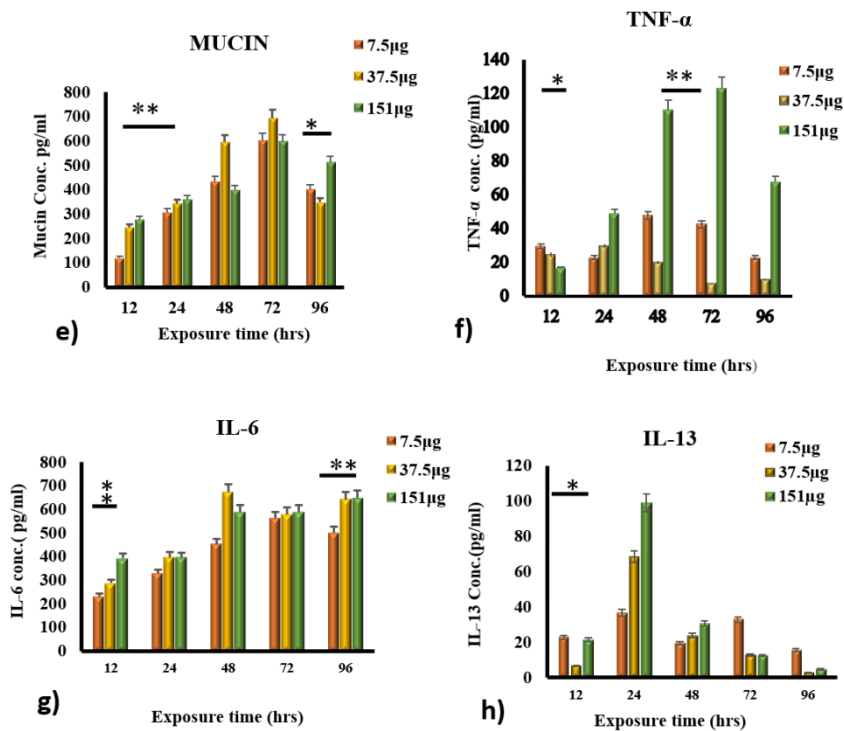 MUCIN
7.5µg
37.5µg
151µg
**
*
Mucin Conc. pg/ml
800
700
600
500
400
300
200
100
0
12 24 48 72 96
Exposure time (hrs)
e)
TNF-α
7.5µg
37.5µg
151µg
*
**
TNF-α conc. (pg/ml)
140
120
100
80
60
40
20
0
12 24 48 72 96
Exposure time (hrs)
f)
IL-6
7.5µg
37.5µg
151µg
*
*
**
IL-6 conc.( pg/ml)
800
700
600
500
400
300
200
100
0
12 24 48 72 96
Exposure time (hrs)
g)
IL-13
7.5µg
37.5µg
151µg
*
IL-13 Conc.(pg/ml)
120
100
80
60
40
20
0
12 24 48 72 96
Exposure time (hrs)
h)